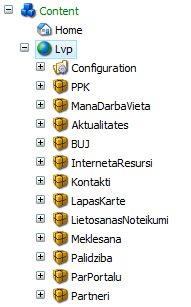 Content
Home
Lvp
Configuration
PPK
ManaDarbaVieta
Aktualitates
BUJ
InternetaResursi
Kontakti
LapasKarte
LietosanasNoteikumi
Meklesana
Palidziba
ParPortalu
Partneri